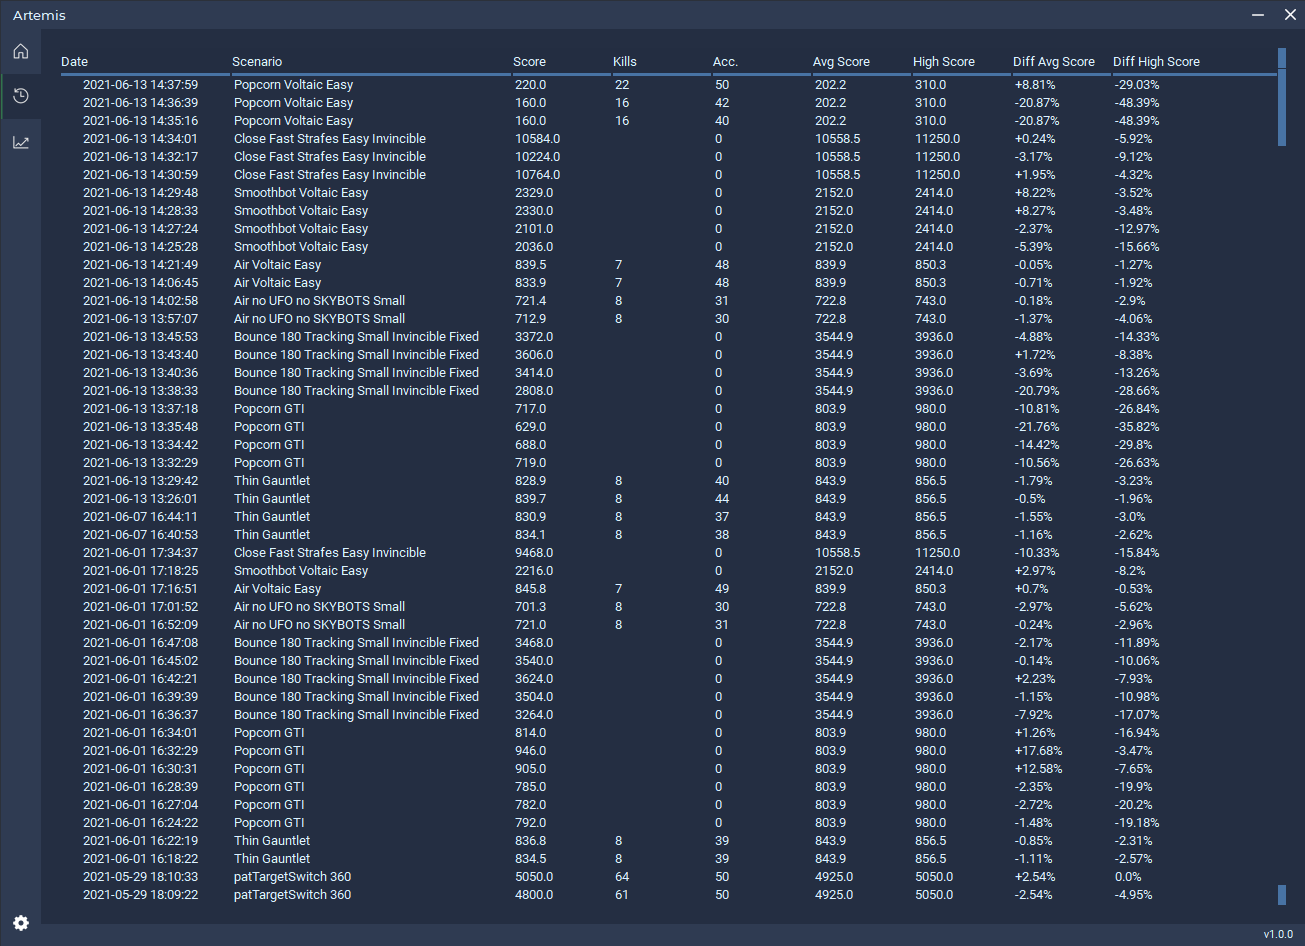 Artemis
Date Scenario Score Kills Acc. Avg Score High Score Diff Avg Score Diff High Score
2021-06-13 14:37:59 Popcorn Voltaic Easy 220.0 22 50 202.2 310.0 +8.81% -29.03%
2021-06-13 14:36:39 Popcorn Voltaic Easy 160.0 16 42 202.2 310.0 -20.87% -48.39%
2021-06-13 14:35:16 Popcorn Voltaic Easy 160.0 16 40 202.2 310.0 -20.87% -48.39%
2021-06-13 14:34:01 Close Fast Strafes Easy Invincible 10584.0 0 10558.5 11250.0 +0.24% -5.92%
2021-06-13 14:32:17 Close Fast Strafes Easy Invincible 10224.0 0 10558.5 11250.0 -3.17% -9.12%
2021-06-13 14:30:59 Close Fast Strafes Easy Invincible 10764.0 0 10558.5 11250.0 +1.95% -4.32%
2021-06-13 14:29:48 Smoothbot Voltaic Easy 2329.0 0 2152.0 2414.0 +8.22% -3.52%
2021-06-13 14:28:33 Smoothbot Voltaic Easy 2330.0 0 2152.0 2414.0 +8.27% -3.48%
2021-06-13 14:27:24 Smoothbot Voltaic Easy 2101.0 0 2152.0 2414.0 -2.37% -12.97%
2021-06-13 14:25:28 Smoothbot Voltaic Easy 2036.0 0 2152.0 2414.0 -5.39% -15.66%
2021-06-13 14:21:49 Air Voltaic Easy 839.5 7 48 839.9 850.3 -0.05% -1.27%
2021-06-13 14:06:45 Air Voltaic Easy 833.9 7 48 839.9 850.3 -0.71% -1.92%
2021-06-13 14:02:58 Air no UFO no SKYBOTS Small 721.4 8 31 722.8 743.0 -0.18% -2.9%
2021-06-13 13:57:07 Air no UFO no SKYBOTS Small 712.9 8 30 722.8 743.0 -1.37% -4.06%
2021-06-13 13:45:53 Bounce 180 Tracking Small Invincible Fixed 3372.0 0 3544.9 3936.0 -4.88% -14.33%
2021-06-13 13:43:40 Bounce 180 Tracking Small Invincible Fixed 3606.0 0 3544.9 3936.0 +1.72% -8.38%
2021-06-13 13:40:36 Bounce 180 Tracking Small Invincible Fixed 3414.0 0 3544.9 3936.0 -3.69% -13.26%
2021-06-13 13:38:33 Bounce 180 Tracking Small Invincible Fixed 2808.0 0 3544.9 3936.0 -20.79% -28.66%
2021-06-13 13:37:18 Popcorn GTI 717.0 0 803.9 980.0 -10.81% -26.84%
2021-06-13 13:35:48 Popcorn GTI 629.0 0 803.9 980.0 -21.76% -35.82%
2021-06-13 13:34:42 Popcorn GTI 688.0 0 803.9 980.0 -14.42% -29.8%
2021-06-13 13:32:29 Popcorn GTI 719.0 0 803.9 980.0 -10.56% -26.63%
2021-06-13 13:29:42 Thin Gauntlet 828.9 8 40 843.9 856.5 -1.79% -3.23%
2021-06-13 13:26:01 Thin Gauntlet 839.7 8 44 843.9 856.5 -0.5% -1.96%
2021-06-07 16:44:11 Thin Gauntlet 830.9 8 37 843.9 856.5 -1.55% -3.0%
2021-06-07 16:40:53 Thin Gauntlet 834.1 8 38 843.9 856.5 -1.16% -2.62%
2021-06-01 17:34:37 Close Fast Strafes Easy Invincible 9468.0 0 10558.5 11250.0 -10.33% -15.84%
2021-06-01 17:18:25 Smoothbot Voltaic Easy 2216.0 0 2152.0 2414.0 +2.97% -8.2%
2021-06-01 17:16:51 Air Voltaic Easy 845.8 7 49 839.9 850.3 +0.7% -0.53%
2021-06-01 17:01:52 Air no UFO no SKYBOTS Small 701.3 8 30 722.8 743.0 -2.97% -5.62%
2021-06-01 16:52:09 Air no UFO no SKYBOTS Small 721.0 8 31 722.8 743.0 -0.24% -2.96%
2021-06-01 16:47:08 Bounce 180 Tracking Small Invincible Fixed 3468.0 0 3544.9 3936.0 -2.17% -11.89%
2021-06-01 16:45:02 Bounce 180 Tracking Small Invincible Fixed 3540.0 0 3544.9 3936.0 -0.14% -10.06%
2021-06-01 16:42:21 Bounce 180 Tracking Small Invincible Fixed 3624.0 0 3544.9 3936.0 +2.23% -7.93%
2021-06-01 16:39:39 Bounce 180 Tracking Small Invincible Fixed 3504.0 0 3544.9 3936.0 -1.15% -10.98%
2021-06-01 16:36:37 Bounce 180 Tracking Small Invincible Fixed 3264.0 0 3544.9 3936.0 -7.92% -17.07%
2021-06-01 16:34:01 Popcorn GTI 814.0 0 803.9 980.0 +1.26% -16.94%
2021-06-01 16:32:29 Popcorn GTI 946.0 0 803.9 980.0 +17.68% -3.47%
2021-06-01 16:30:31 Popcorn GTI 905.0 0 803.9 980.0 +12.58% -7.65%
2021-06-01 16:28:39 Popcorn GTI 785.0 0 803.9 980.0 -2.35% -19.9%
2021-06-01 16:27:04 Popcorn GTI 782.0 0 803.9 980.0 -2.72% -20.2%
2021-06-01 16:24:22 Popcorn GTI 792.0 0 803.9 980.0 -1.48% -19.18%
2021-06-01 16:22:19 Thin Gauntlet 836.8 8 39 843.9 856.5 -0.85% -2.31%
2021-06-01 16:18:22 Thin Gauntlet 834.5 8 39 843.9 856.5 -1.11% -2.57%
2021-05-29 18:10:33 patTargetSwitch 360 5050.0 64 50 4925.0 5050.0 +2.54% 0.0%
2021-05-29 18:09:22 patTargetSwitch 360 4800.0 61 50 4925.0 5050.0 -2.54% -4.95%
v1.0.0